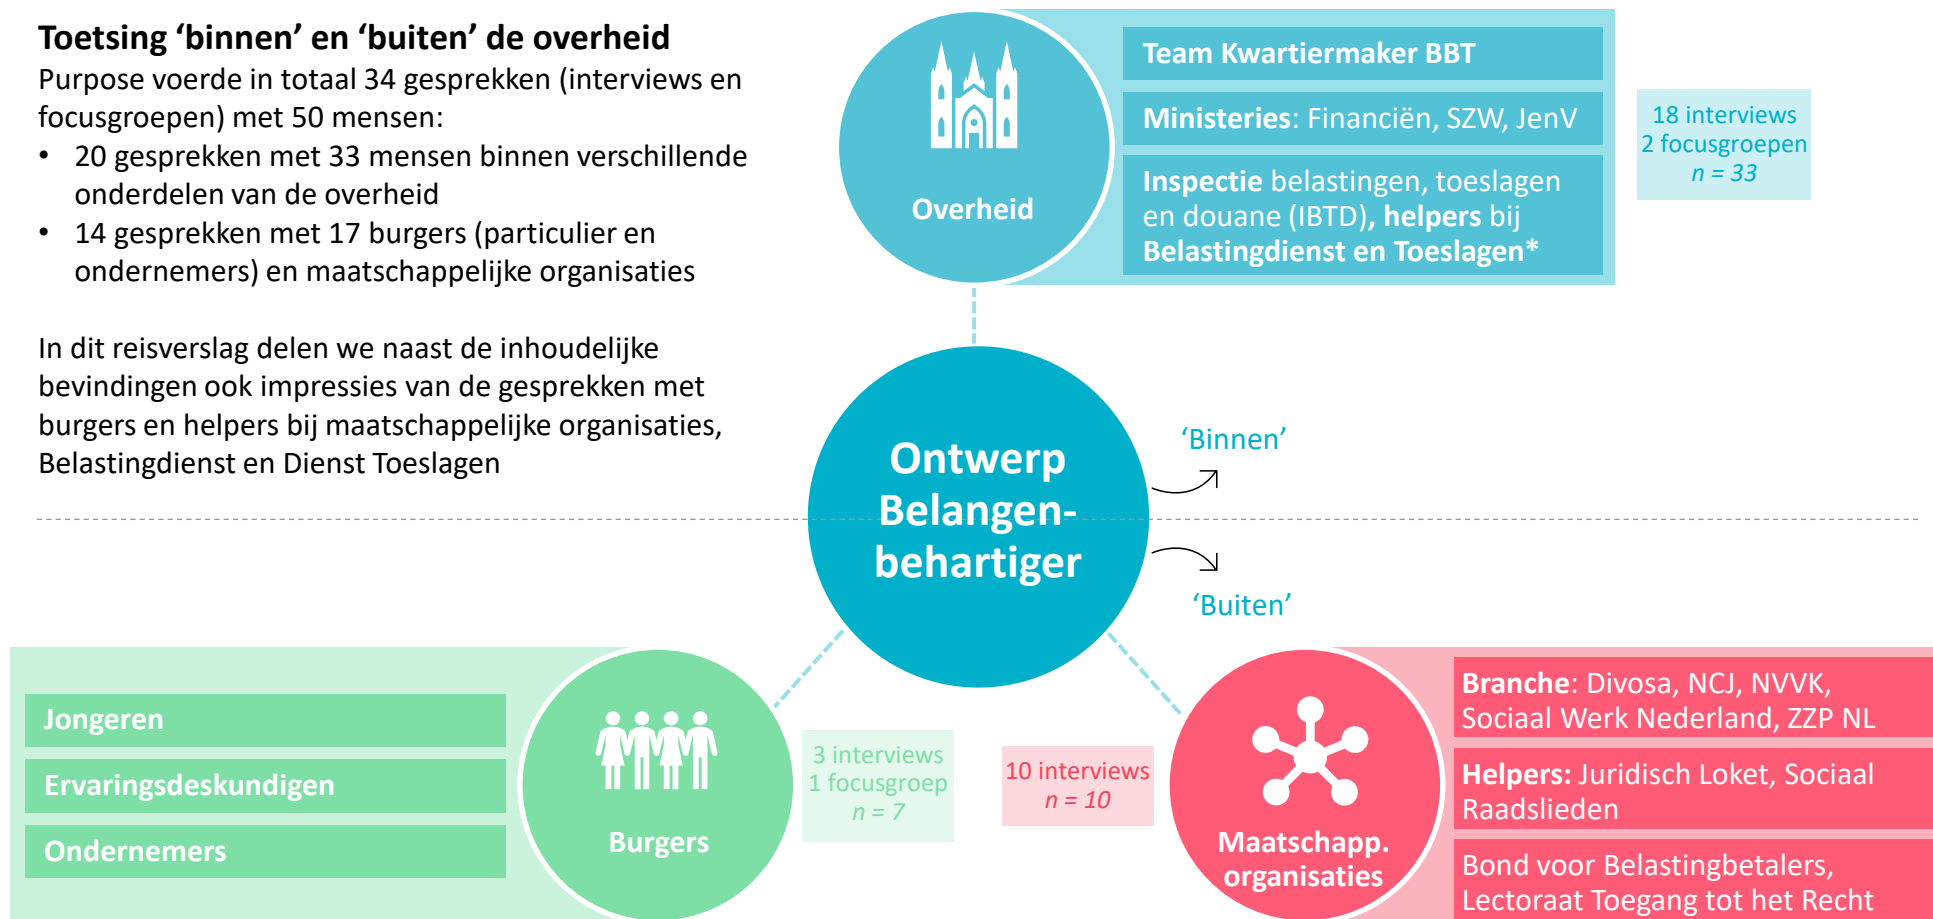 Toetsing ‘binnen’ en ‘buiten’ de overheid
Purpose voerde in totaal 34 gesprekken (interviews en
focusgroepen) met 50 mensen:
• 20 gesprekken met 33 mensen binnen verschillende
onderdelen van de overheid
• 14 gesprekken met 17 burgers (particulier en
ondernemers) en maatschappelijke organisaties
In dit reisverslag delen we naast de inhoudelijke
bevindingen ook impressies van de gesprekken met
burgers en helpers bij maatschappelijke organisaties,
Belastingdienst en Dienst Toeslagen
Overheid
Team Kwartiermaker BBT
Ministeries: Financiën, SZW, JenV
Inspectie belastingen, toeslagen
en douane (IBTD), helpers bij
Belastingdienst en Toeslagen*
18 interviews
2 focusgroepen
n = 33
Ontwerp
Belangen-
behartiger
‘Binnen’
‘Buiten’
Jongeren
Ervaringsdeskundigen
Ondernemers
Burgers
3 interviews
1 focusgroep
n = 7
10 interviews
n = 10
Maatschapp.
organisaties
Branche: Divosa, NCJ, NVVK,
Sociaal Werk Nederland, ZZP NL
Helpers: Juridisch Loket, Sociaal
Raadslieden
Bond voor Belastingbetalers,
Lectoraat Toegang tot het Recht